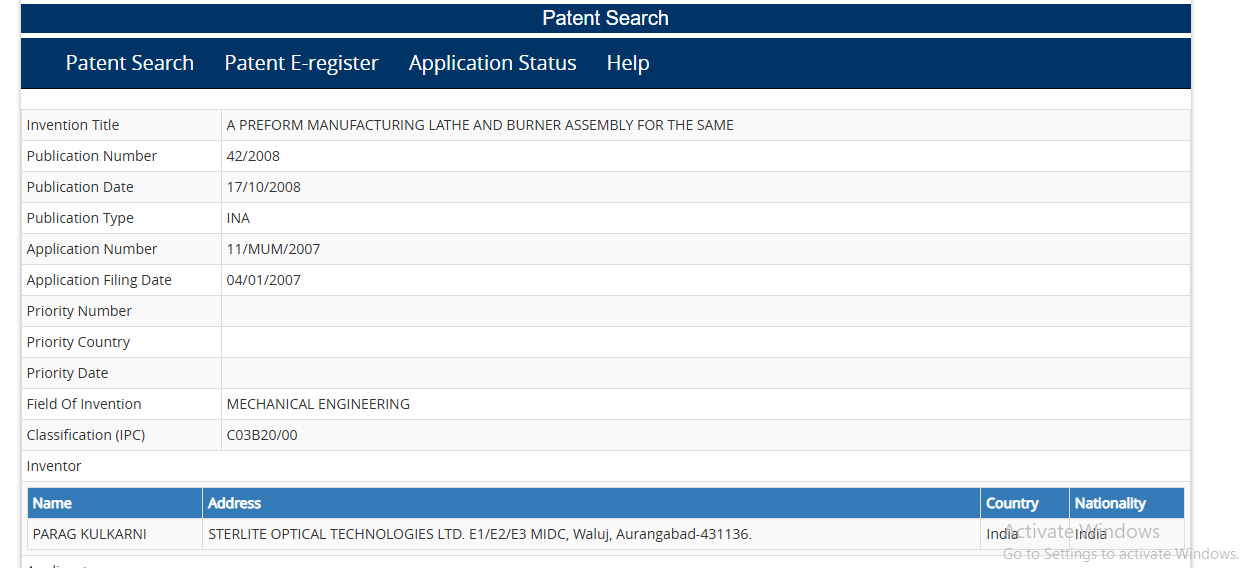 Patent Search
Patent Search Patent E-register Application Status Help
Invention Title A PREFORM MANUFACTURING LATHE AND BURNER ASSEMBLY FOR THE SAME
Publication Number 42/2008
Publication Date 17/10/2008
Publication Type INA
Application Number 11/MUM/2007
Application Filing Date 04/01/2007
Priority Number
Priority Country
Priority Date
Field Of Invention MECHANICAL ENGINEERING
Classification (IPC) C03B20/00
Inventor
Name Address Country Nationality
PARAG KULKARNI STERLITE OPTICAL TECHNOLOGIES LTD. E1/E2/E3 MIDC, Waluj, Aurangabad-431136. India India
Activate Windows
Go to Settings to activate Windows.